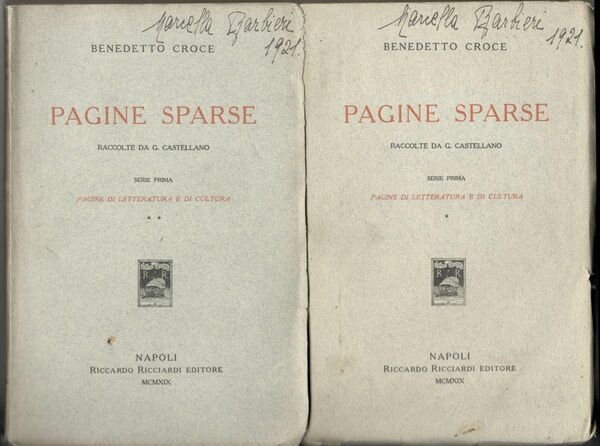 Marcella Barbieri
1921.
BENEDETTO CROCE
PAGINE SPARSE
RACCOLTE DA G. CASTELLANO
SERIE PRIMA
PAGINE DI LETTERATURA E DI CULTURA
* *
R R
NAPOLI
RICCARDO RICCIARDI EDITORE
MCMXIX
Marcella Barbieri
1921.
BENEDETTO CROCE
PAGINE SPARSE
RACCOLTE DA G. CASTELLANO
SERIE PRIMA
PAGINE DI LETTERATURA E DI CULTURA
*
R R
NAPOLI
RICCARDO RICCIARDI EDITORE
MCMXIX